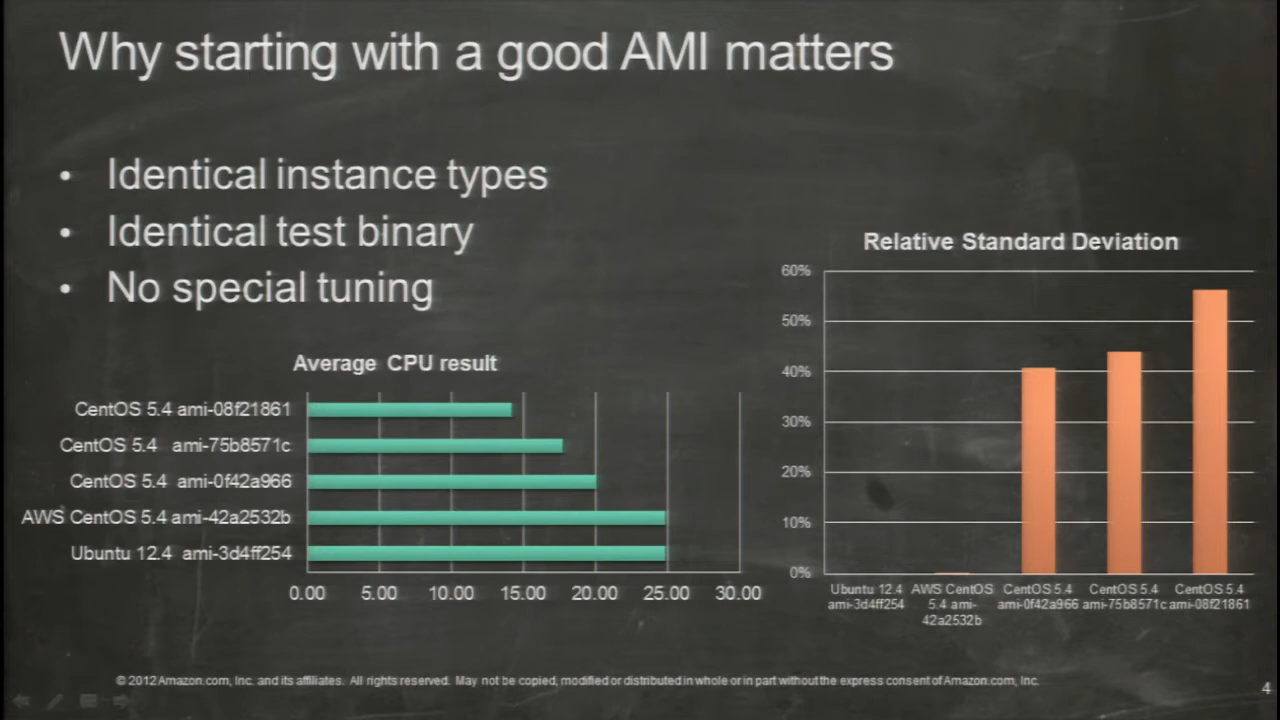 Why starting with a good AMI matters
• Identical instance types
• Identical test binary
• No special tuning
Average CPU result
CentOS 5.4 ami-08f21861
CentOS 5.4 ami-75b8571c
CentOS 5.4 ami-0f42a966
AWS CentOS 5.4 ami-42a2532b
Ubuntu 12.4 ami-3d4ff254
0.00 5.00 10.00 15.00 20.00 25.00 30.00
Relative Standard Deviation
60%
50%
40%
30%
20%
10%
0%
Ubuntu 12.4 AWS CentOS CentOS 5.4 CentOS 5.4 CentOS 5.4
ami-3d4ff254 5.4 ami- ami-0f42a966 ami-75b8571c ami-08f21861
42a2532b
© 2012 Amazon.com, Inc. and its affiliates. All rights reserved. May not be copied, modified or distributed in whole or in part without the express consent of Amazon.com, Inc.
4